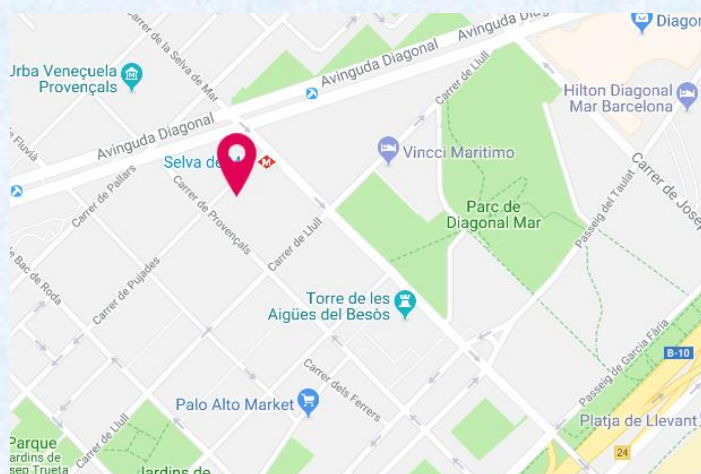 Carrer de la Selva de Mar
Avinguda Diagonal
Avinguda
Diagon
Urba Veneçuela
Provençals
Carrer de Llull
Hilton Diagonal
Mar Barcelona
Avinguda Diagonal
Fluvià
Vincci Maritimo
Selva de M
M
Carrer de Pallars
Carrer de Provençals
Carrer de Josep
Passeig del Taulat
Parc de
Diagonal Mar
Carrer de Llull
de Bac de Roda
Carrer de Pujades
Torre de les
Aigües del Besòs
Passeig de Garcia Fària
B-10
Carrer dels Ferrers
Palo Alto Market
Platja de Llevant
Carrer de Llull
Parque
Jardins de
sep Trueta
Jardins de
24